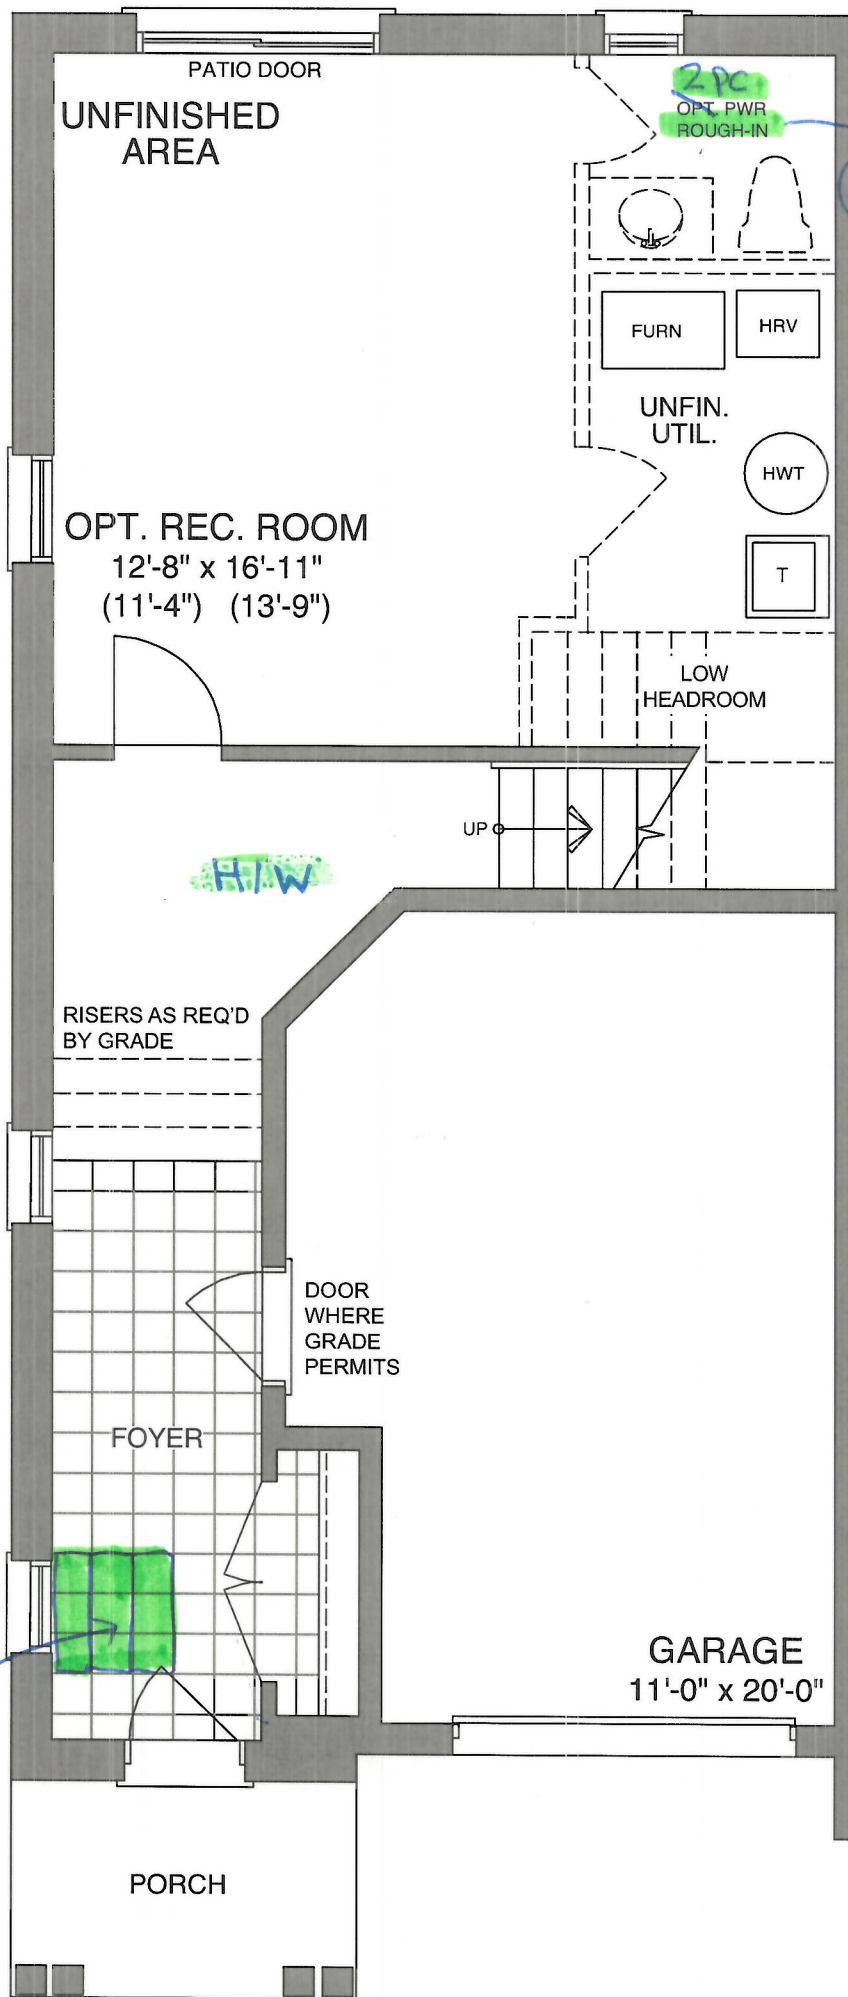 PATIO DOOR
UNFINISHED
AREA
2 PC
OPT. PWR
ROUGH-IN
FURN
HRV
UNFIN.
UTIL.
HWT
OPT. REC. ROOM
12'-8" x 16'-11"
(11'-4") (13'-9")
T
LOW
HEADROOM
UP
H/W
RISERS AS REQ'D
BY GRADE
DOOR
WHERE
GRADE
PERMITS
FOYER
GARAGE
11'-0" x 20'-0"
PORCH